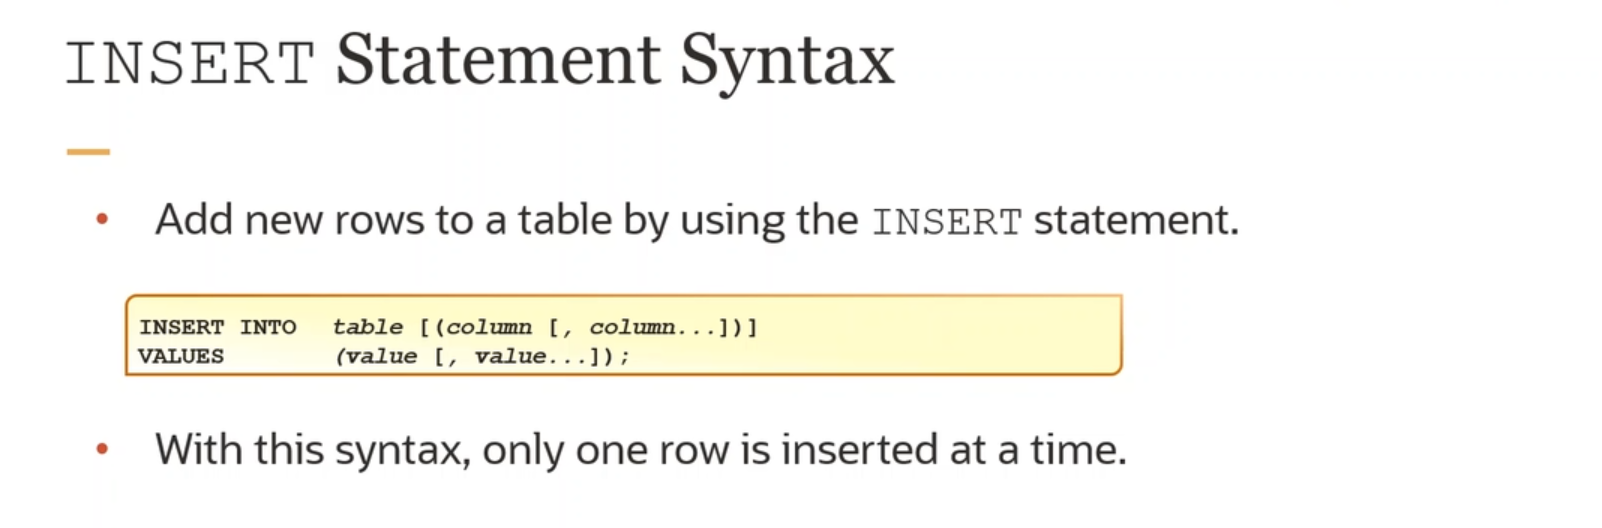 INSERT Statement Syntax
• Add new rows to a table by using the INSERT statement.
INSERT INTO table [(column [, column...])]
VALUES (value [, value...]);
• With this syntax, only one row is inserted at a time.